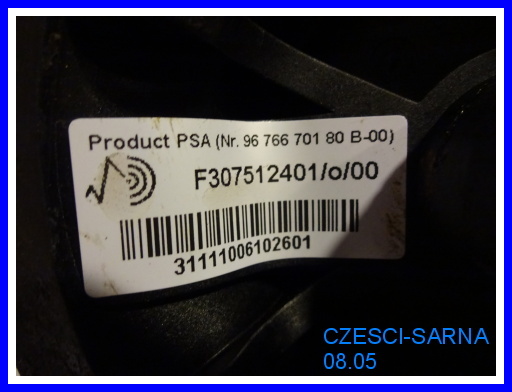 Product PSA (Nr. 96 766 701 80 B-00)
F307512401/o/00
31111006102601
CZESCI-SARNA
08.05